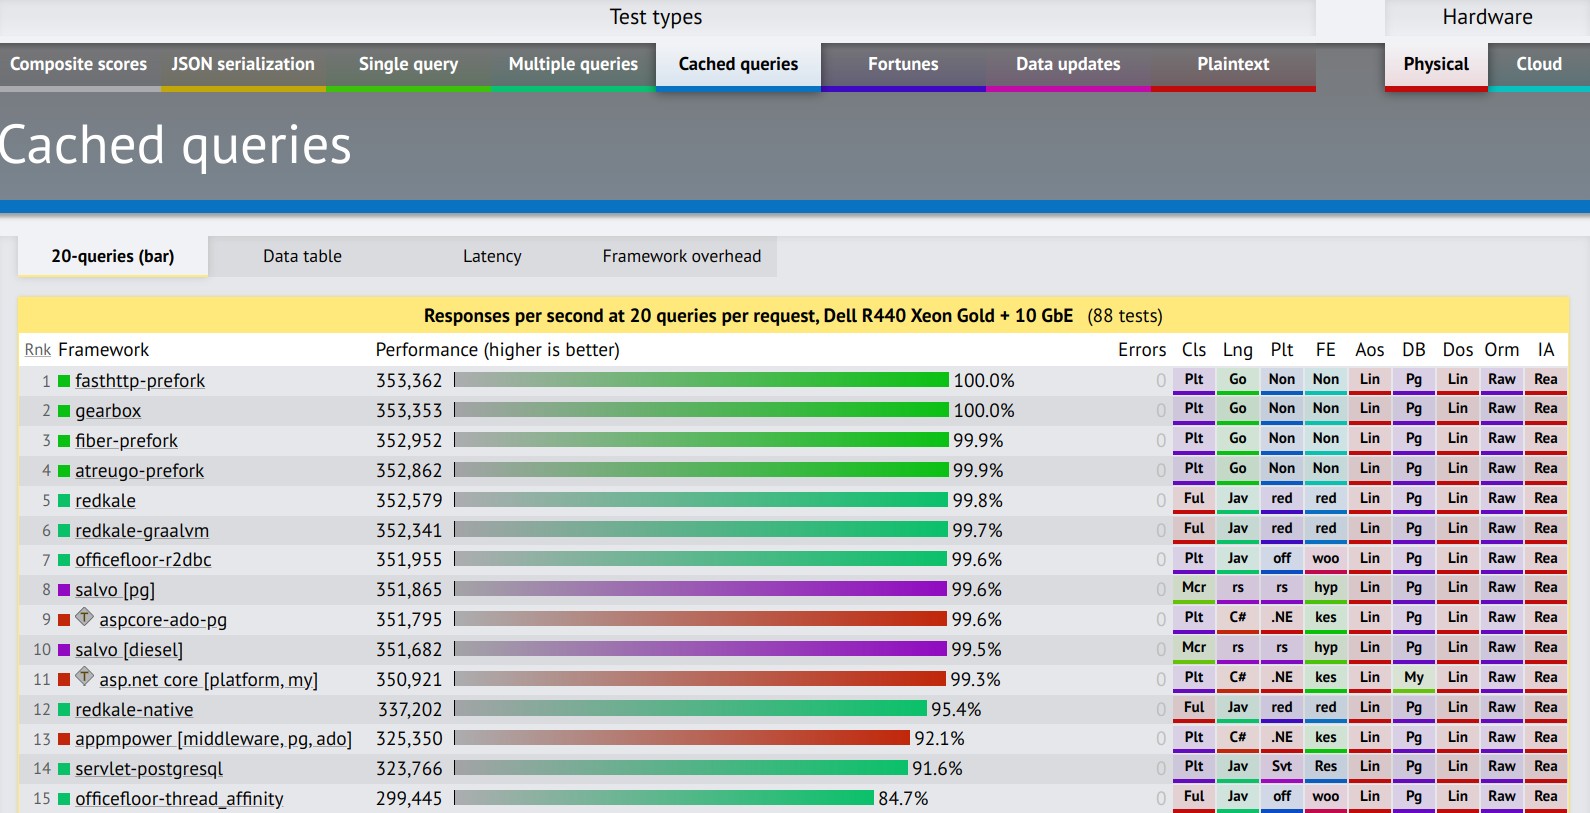 Test types Hardware
Composite scores JSON serialization Single query Multiple queries Cached queries Fortunes Data updates Plaintext Physical Cloud
Cached queries
20-queries (bar) Data table Latency Framework overhead
Responses per second at 20 queries per request, Dell R440 Xeon Gold + 10 GbE (88 tests)
Rnk Framework Performance (higher is better) Errors Cls Lng Plt FE Aos DB Dos Orm IA
1 fasthttp-prefork 353,362 100.0% 0 Plt Go Non Non Lin Pg Lin Raw Rea
2 gearbox 353,353 100.0% 0 Plt Go Non Non Lin Pg Lin Raw Rea
3 fiber-prefork 352,952 99.9% 0 Plt Go Non Non Lin Pg Lin Raw Rea
4 atreugo-prefork 352,862 99.9% 0 Plt Go Non Non Lin Pg Lin Raw Rea
5 redkale 352,579 99.8% 0 Ful Jav red red Lin Pg Lin Raw Rea
6 redkale-graalvm 352,341 99.7% 0 Ful Jav red red Lin Pg Lin Raw Rea
7 officefloor-r2dbc 351,955 99.6% 0 Plt Jav off woo Lin Pg Lin Raw Rea
8 salvo [pg] 351,865 99.6% 0 Mcr rs rs hyp Lin Pg Lin Raw Rea
9 T aspcore-ado-pg 351,795 99.6% 0 Plt C# .NE kes Lin Pg Lin Raw Rea
10 salvo [diesel] 351,682 99.5% 0 Mcr rs rs hyp Lin Pg Lin Raw Rea
11 T asp.net core [platform, my] 350,921 99.3% 0 Plt C# .NE kes Lin My Lin Raw Rea
12 redkale-native 337,202 95.4% 0 Ful Jav red red Lin Pg Lin Raw Rea
13 appmpower [middleware, pg, ado] 325,350 92.1% 0 Plt C# .NE kes Lin Pg Lin Raw Rea
14 servlet-postgresql 323,766 91.6% 0 Plt Jav Svt Res Lin Pg Lin Raw Rea
15 officefloor-thread_affinity 299,445 84.7% 0 Ful Jav off woo Lin Pg Lin Raw Rea